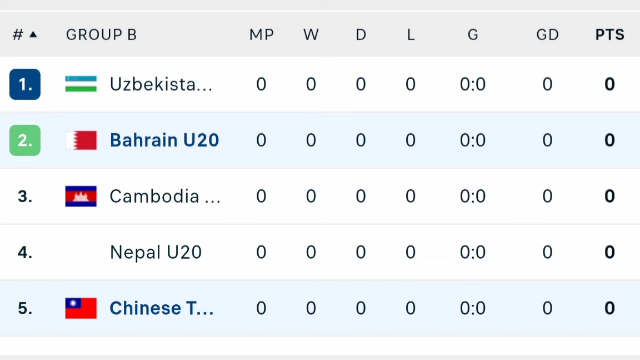 # ▲ GROUP B MP W D L G GD PTS
1. Uzbekista... 0 0 0 0 0:0 0 0
2. Bahrain U20 0 0 0 0 0:0 0 0
3. Cambodia ... 0 0 0 0 0:0 0 0
4. Nepal U20 0 0 0 0 0:0 0 0
5. Chinese T... 0 0 0 0 0:0 0 0